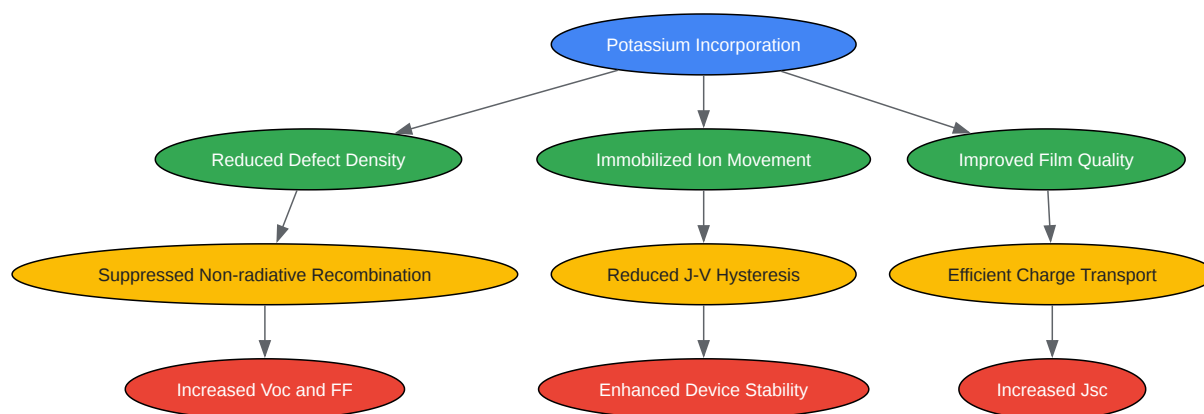 Potassium Incorporation
Reduced Defect Density
Immobilized Ion Movement
Improved Film Quality
Suppressed Non-radiative Recombination
Reduced J-V Hysteresis
Efficient Charge Transport
Increased Voc and FF
Enhanced Device Stability
Increased Jsc